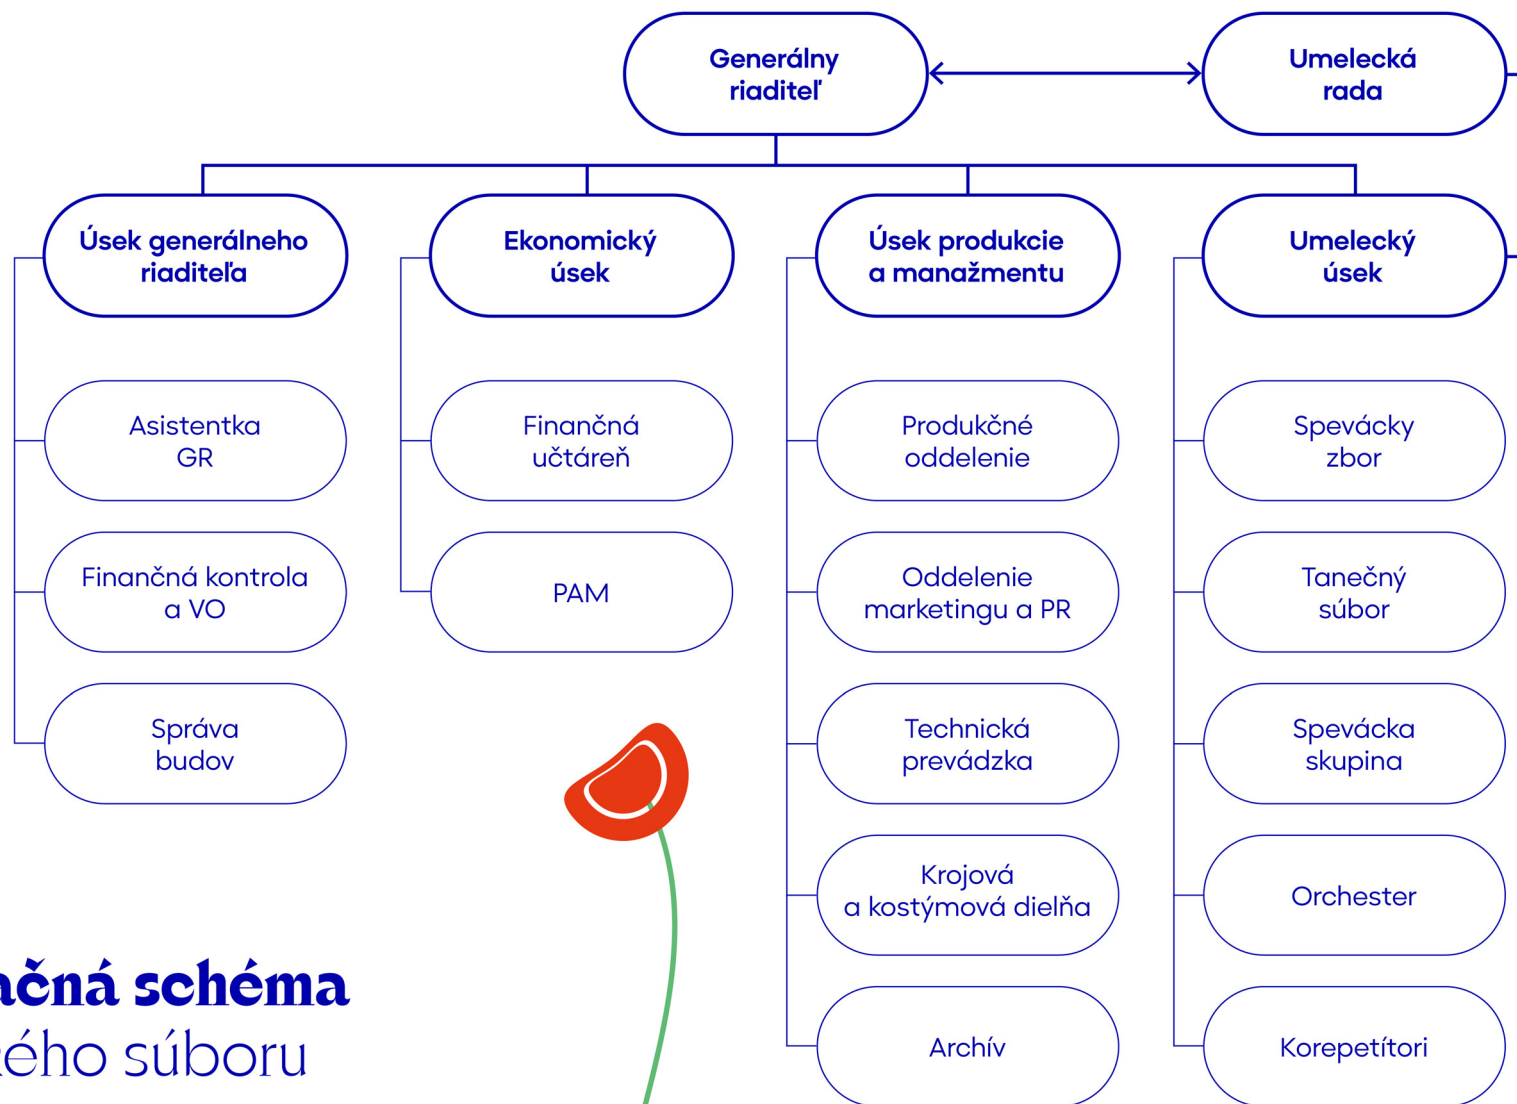 Generálny
riaditeľ
Umelecká
rada
Úsek generálneho
riaditeľa
Asistentka
GR
Finančná kontrola
a VO
Správa
budov
Ekonomický
úsek
Finančná
učtáreň
PAM
Úsek produkcie
a manažmentu
Produkčné
oddelenie
Oddelenie
marketingu a PR
Technická
prevádzka
Krojová
a kostýmová dielňa
Archív
Umelecký
úsek
Spevácky
zbor
Tanečný
súbor
Spevácka
skupina
Orchester
Korepetítori
schéma
súboru